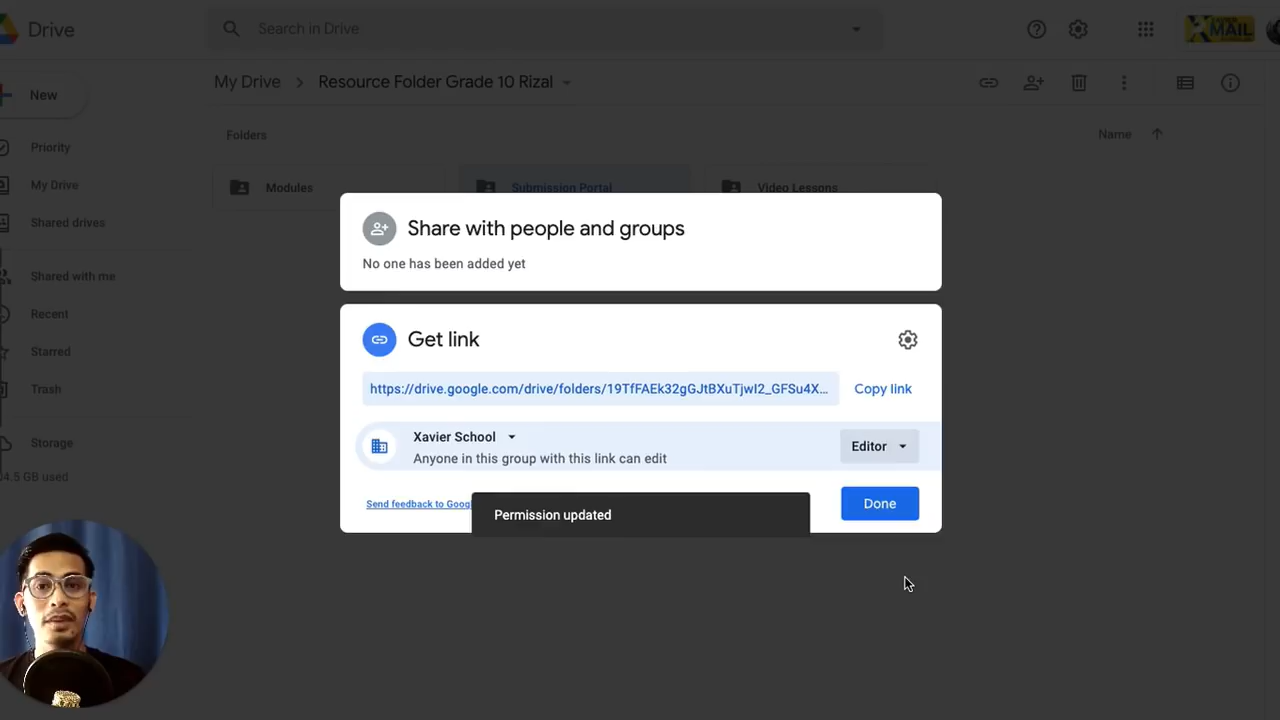 Drive
Search in Drive
MAIL
New
My Drive
Resource Folder Grade 10 Rizal
Folders
Name
Priority
My Drive
Shared drives
Shared with me
Recent
Starred
Trash
Storage
4.5 GB used
Modules
Submission Portal
Video Lessons
Share with people and groups
No one has been added yet
Get link
https://drive.google.com/drive/folders/19TfFAEk32gGJtBXuTjwI2_GFSu4X...
Copy link
Xavier School
Anyone in this group with this link can edit
Editor
Send feedback to Goog
Permission updated
Done